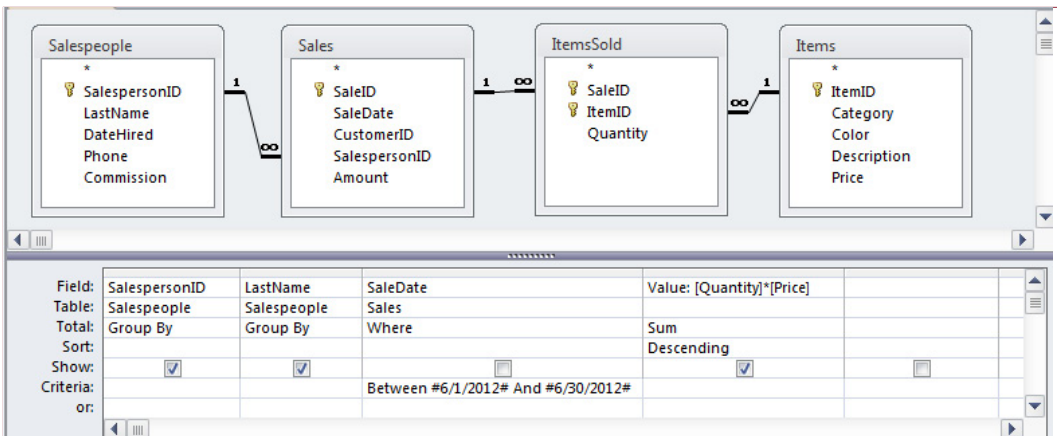 Salespeople Sales ItemsSold Items
* * * *
SalespersonID 1 SaleID 1 ∞ SaleID 1 ItemID
LastName SaleDate ItemID ∞ Category
DateHired CustomerID Quantity Color
Phone ∞ SalespersonID Description
Commission Amount Price
Field: SalespersonID LastName SaleDate Value: [Quantity]*[Price]
Table: Salespeople Salespeople Sales
Total: Group By Group By Where Sum
Sort: Descending
Show:
Criteria: Between #6/1/2012# And #6/30/2012#
or: